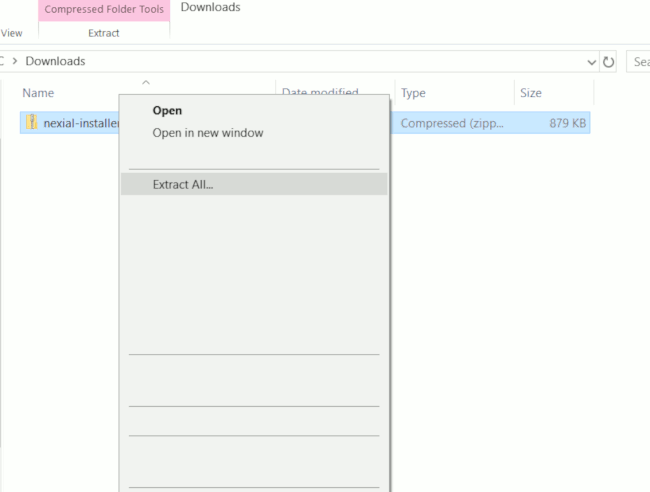 Compressed Folder Tools
Downloads
View
Extract
Downloads
Sea
Name
Date modified
Type
Size
nexial-installer
Compressed (zipp...
879 KB
Open
Open in new window
Extract All...